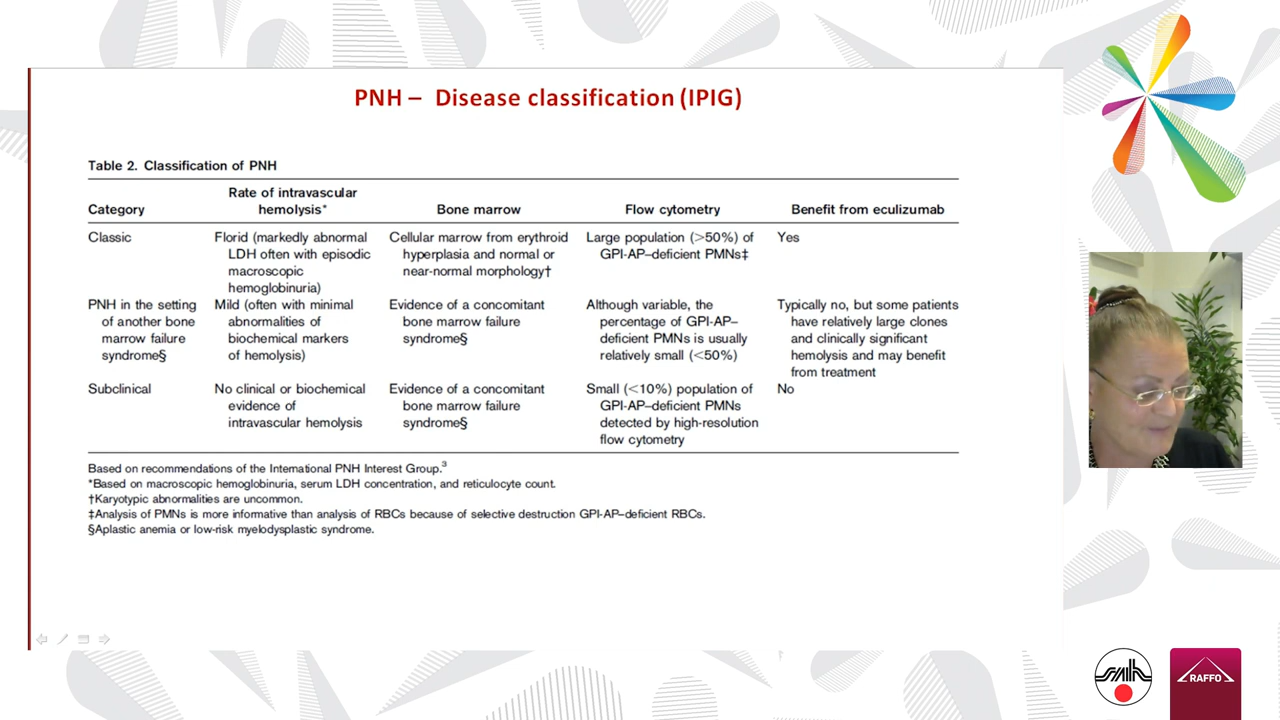 PNH – Disease classification (IPIG)
Table 2. Classification of PNH
Category
Rate of intravascular
hemolysis*
Bone marrow
Flow cytometry
Benefit from eculizumab
Classic
Florid (markedly abnormal
LDH often with episodic
macroscopic
hemoglobinuria)
Cellular marrow from erythroid
hyperplasia and normal or
near-normal morphology†
Large population (>50%) of
GPI-AP–deficient PMNs‡
Yes
PNH in the setting
of another bone
marrow failure
syndrome§
Mild (often with minimal
abnormalities of
biochemical markers
of hemolysis)
Evidence of a concomitant
bone marrow failure
syndrome§
Although variable, the
percentage of GPI-AP–
deficient PMNs is usually
relatively small (<50%)
Typically no, but some patients
have relatively large clones
and clinically significant
hemolysis and may benefit
from treatment
Subclinical
No clinical or biochemical
evidence of
intravascular hemolysis
Evidence of a concomitant
bone marrow failure
syndrome§
Small (<10%) population of
GPI-AP–deficient PMNs
detected by high-resolution
flow cytometry
No
Based on recommendations of the International PNH Interest Group.3
*Based on macroscopic hemoglobinuria, serum LDH concentration, and reticulocyte count.
†Karyotypic abnormalities are uncommon.
‡Analysis of PMNs is more informative than analysis of RBCs because of selective destruction GPI-AP–deficient RBCs.
§Aplastic anemia or low-risk myelodysplastic syndrome.
RAFFO